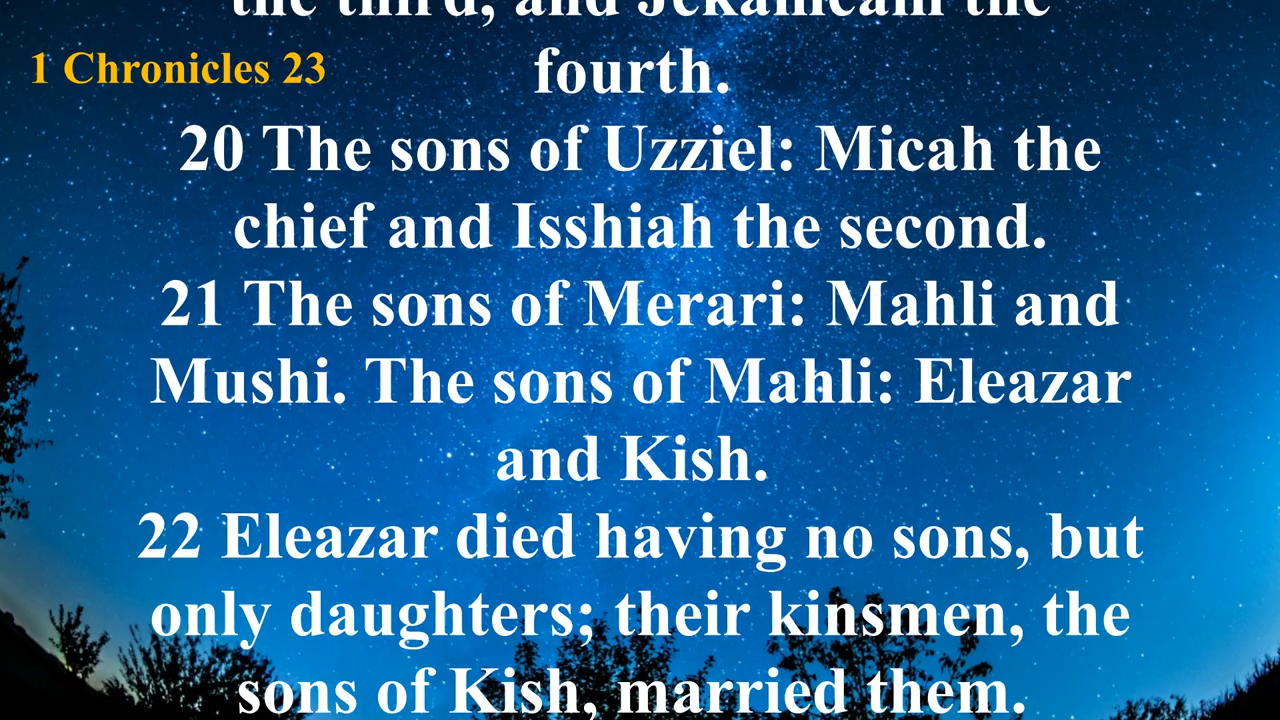 the third, and Jekameam the
1 Chronicles 23
fourth.
20 The sons of Uzziel: Micah the
chief and Isshiah the second.
21 The sons of Merari: Mahli and
Mushi. The sons of Mahli: Eleazar
and Kish.
22 Eleazar died having no sons, but
only daughters; their kinsmen, the
sons of Kish, married them.